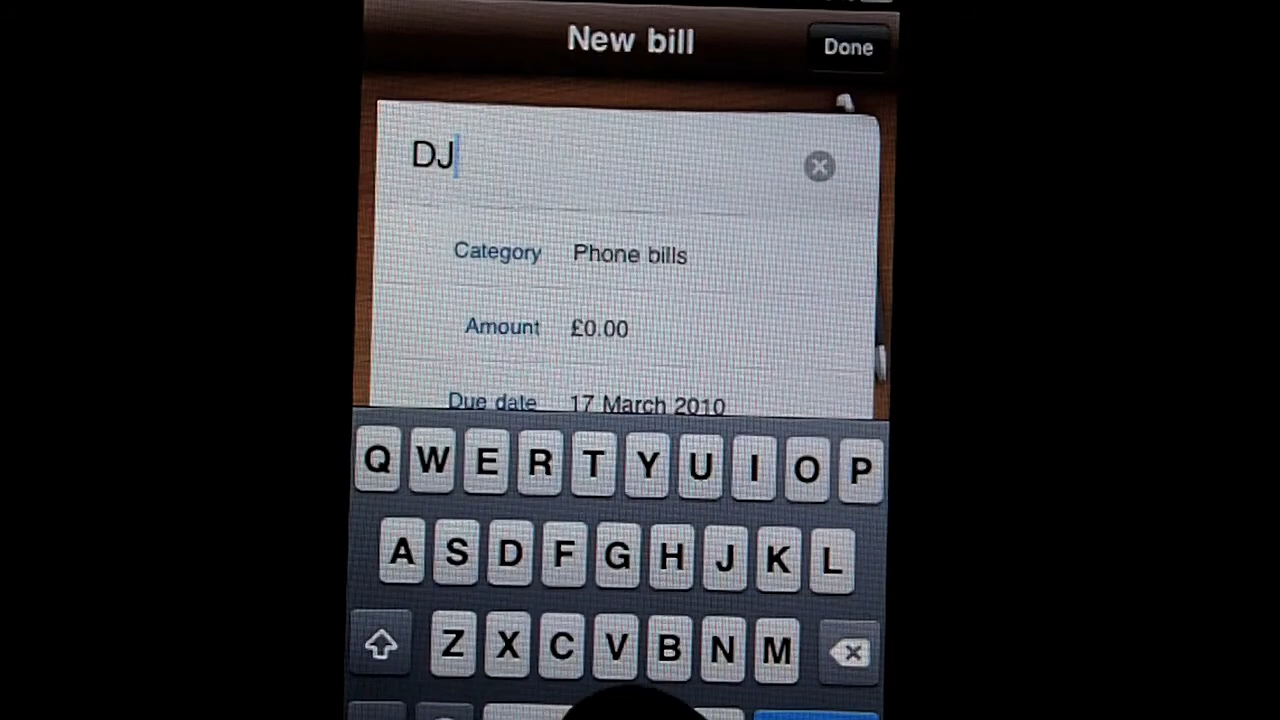 New bill
Done
DJ
Category Phone bills
Amount £0.00
Due date 17 March 2010
Q W E R T Y U I O P
A S D F G H J K L
Z X C V B N M